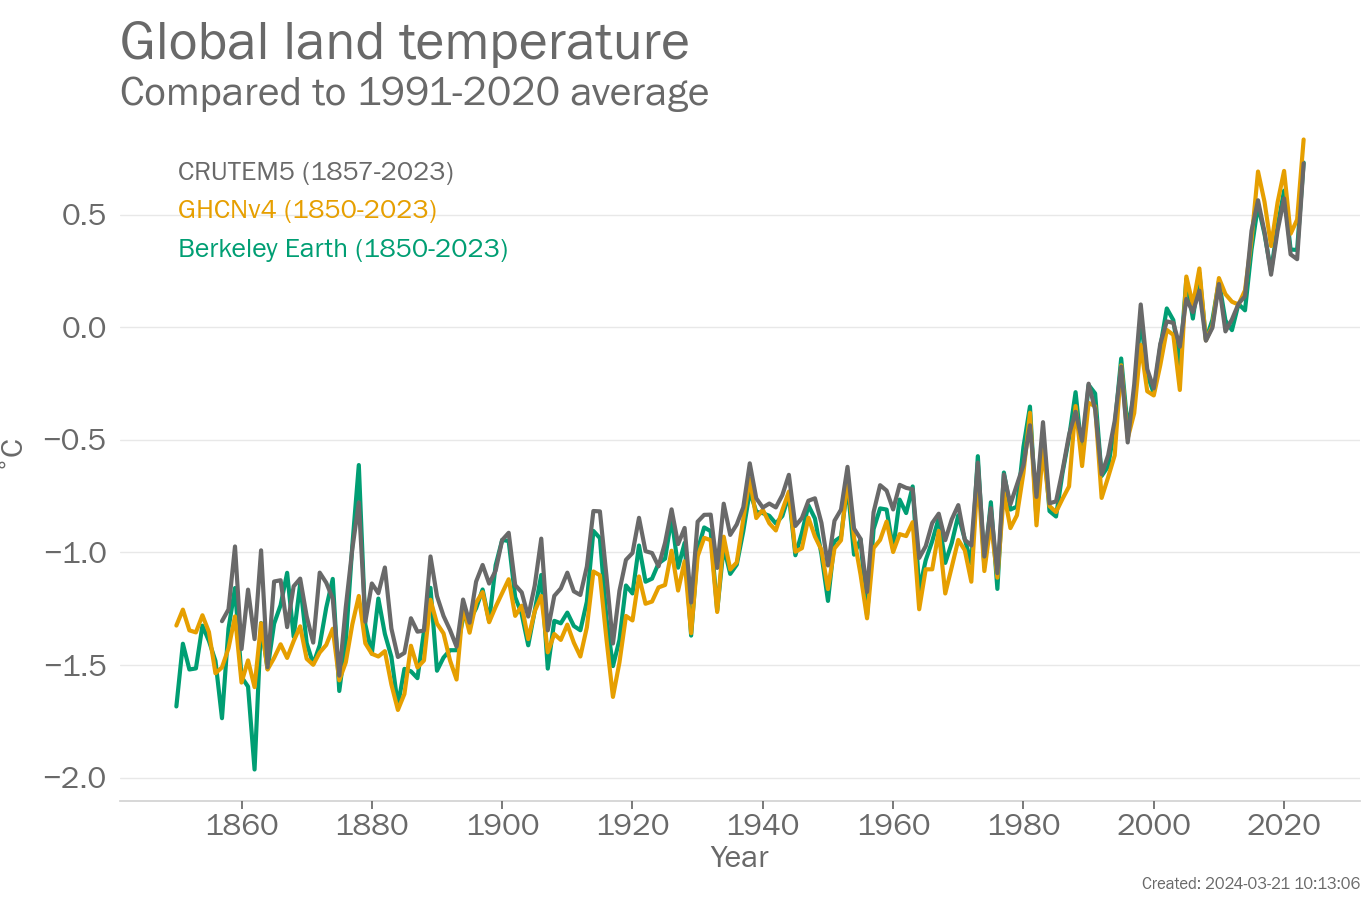 Global land temperature
Compared to 1991-2020 average
CRUTEM5 (1857-2023)
GHCNv4 (1850-2023)
Berkeley Earth (1850-2023)
0.5
0.0
−0.5
−1.0
−1.5
−2.0
°C
1860 1880 1900 1920 1940 1960 1980 2000 2020
Year
Created: 2024-03-21 10:13:06